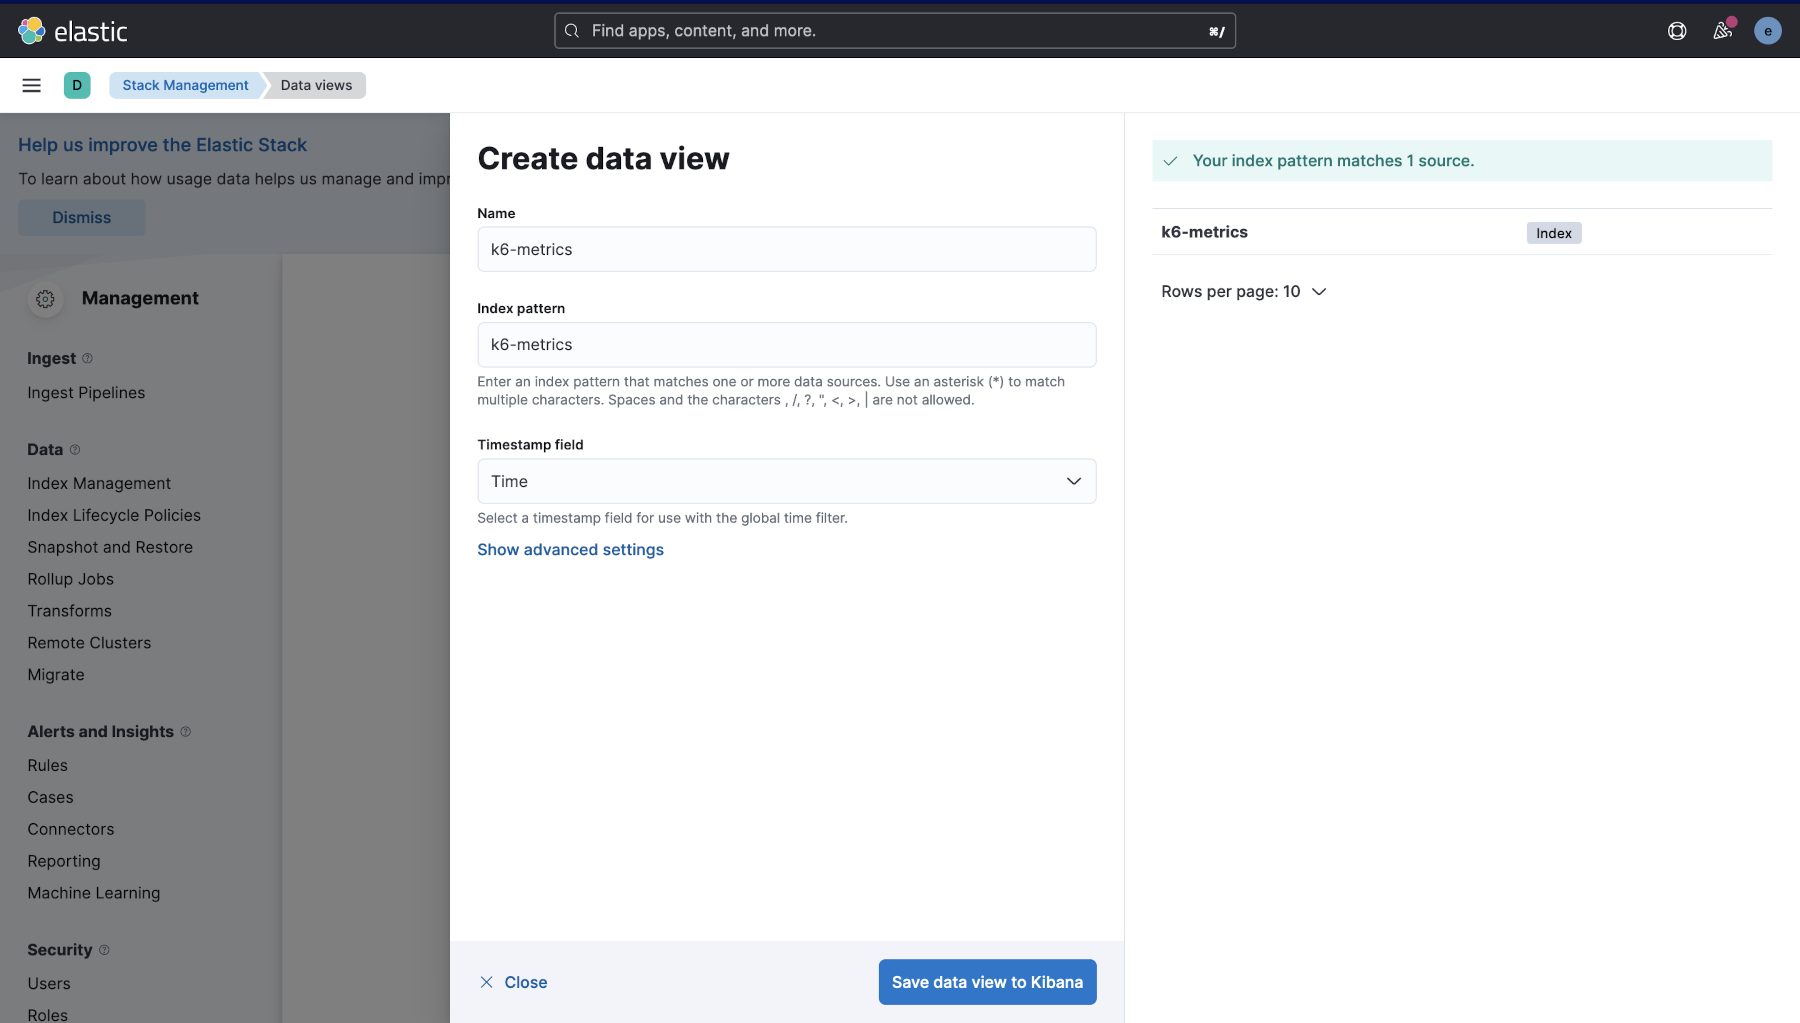 elastic
Find apps, content, and more.
⌘/
e
D
Stack Management
Data views
Help us improve the Elastic Stack
To learn about how usage data helps us manage and impr
Dismiss
Management
Ingest
Ingest Pipelines
Data
Index Management
Index Lifecycle Policies
Snapshot and Restore
Rollup Jobs
Transforms
Remote Clusters
Migrate
Alerts and Insights
Rules
Cases
Connectors
Reporting
Machine Learning
Security
Users
Roles
Create data view
Name
k6-metrics
Index pattern
k6-metrics
Enter an index pattern that matches one or more data sources. Use an asterisk (*) to match
multiple characters. Spaces and the characters , /, ?, ", <, >, | are not allowed.
Timestamp field
Time
Select a timestamp field for use with the global time filter.
Show advanced settings
Close
Save data view to Kibana
Your index pattern matches 1 source.
k6-metrics
Index
Rows per page: 10